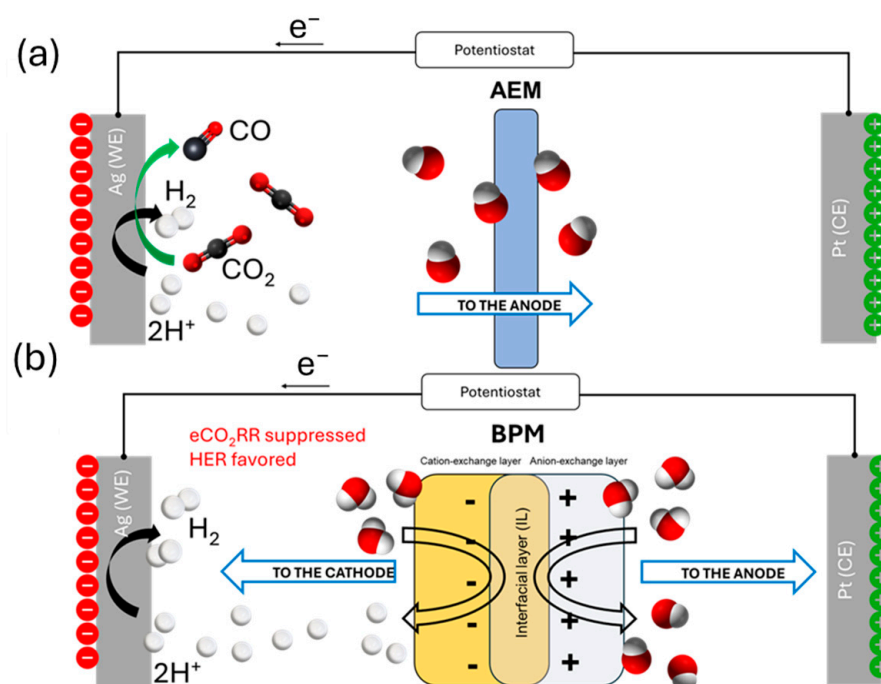 (a)
e⁻
Potentiostat
AEM
Ag (WE)
CO
H₂
CO₂
2H⁺
TO THE ANODE
Pt (CE)
(b)
e⁻
Potentiostat
eCO₂RR suppressed
HER favored
BPM
Cation-exchange layer
Anion-exchange layer
Ag (WE)
H₂
- +
- +
TO THE CATHODE
- +
Interfacial layer (IL)
TO THE ANODE
- +
- +
2H⁺
Pt (CE)